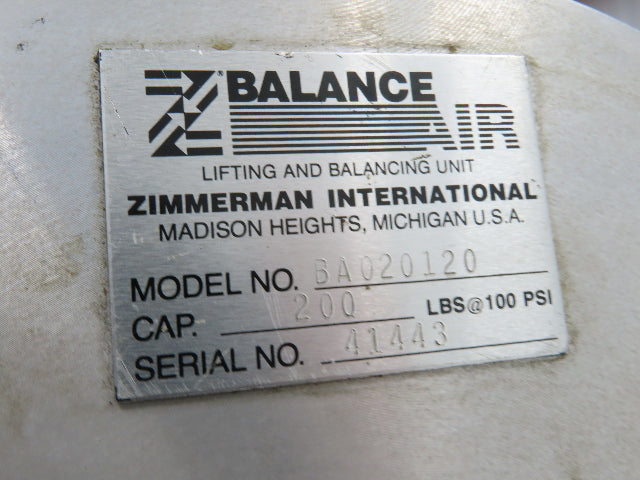 Z® BALANCE
AIR
LIFTING AND BALANCING UNIT
ZIMMERMAN INTERNATIONAL
MADISON HEIGHTS, MICHIGAN U.S.A.
MODEL NO. BA020120
CAP. 200 LBS@100 PSI
SERIAL NO. 41443